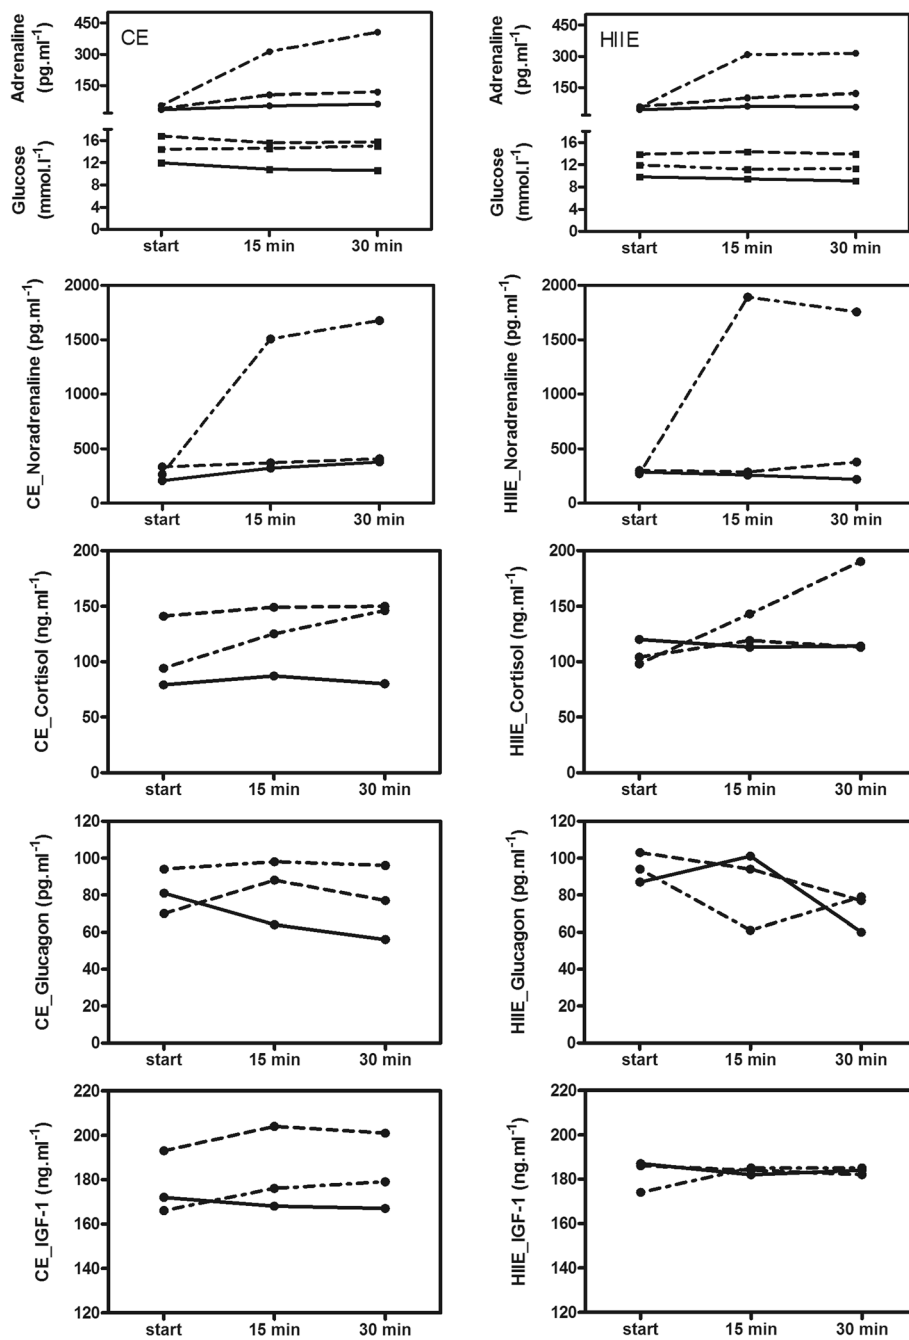 CE
Adrenaline
(pg.ml-1)
450
300
150
Glucose
(mmol.l-1)
16
12
8
4
0
start 15 min 30 min
HIIE
Adrenaline
(pg.ml-1)
450
300
150
Glucose
(mmol.l-1)
16
12
8
4
0
start 15 min 30 min
CE_Noradrenaline (pg.ml-1)
2000
1500
1000
500
0
start 15 min 30 min
HIIE_Noradrenaline (pg.ml-1)
2000
1500
1000
500
0
start 15 min 30 min
CE_Cortisol (ng.ml-1)
200
150
100
50
0
start 15 min 30 min
HIIE_Cortisol (ng.ml-1)
200
150
100
50
0
start 15 min 30 min
CE_Glucagon (pg.ml-1)
120
100
80
60
40
20
0
start 15 min 30 min
HIIE_Glucagon (pg.ml-1)
120
100
80
60
40
20
0
start 15 min 30 min
CE_IGF-1 (ng.ml-1)
220
200
180
160
140
120
start 15 min 30 min
HIIE_IGF-1 (ng.ml-1)
220
200
180
160
140
120
start 15 min 30 min